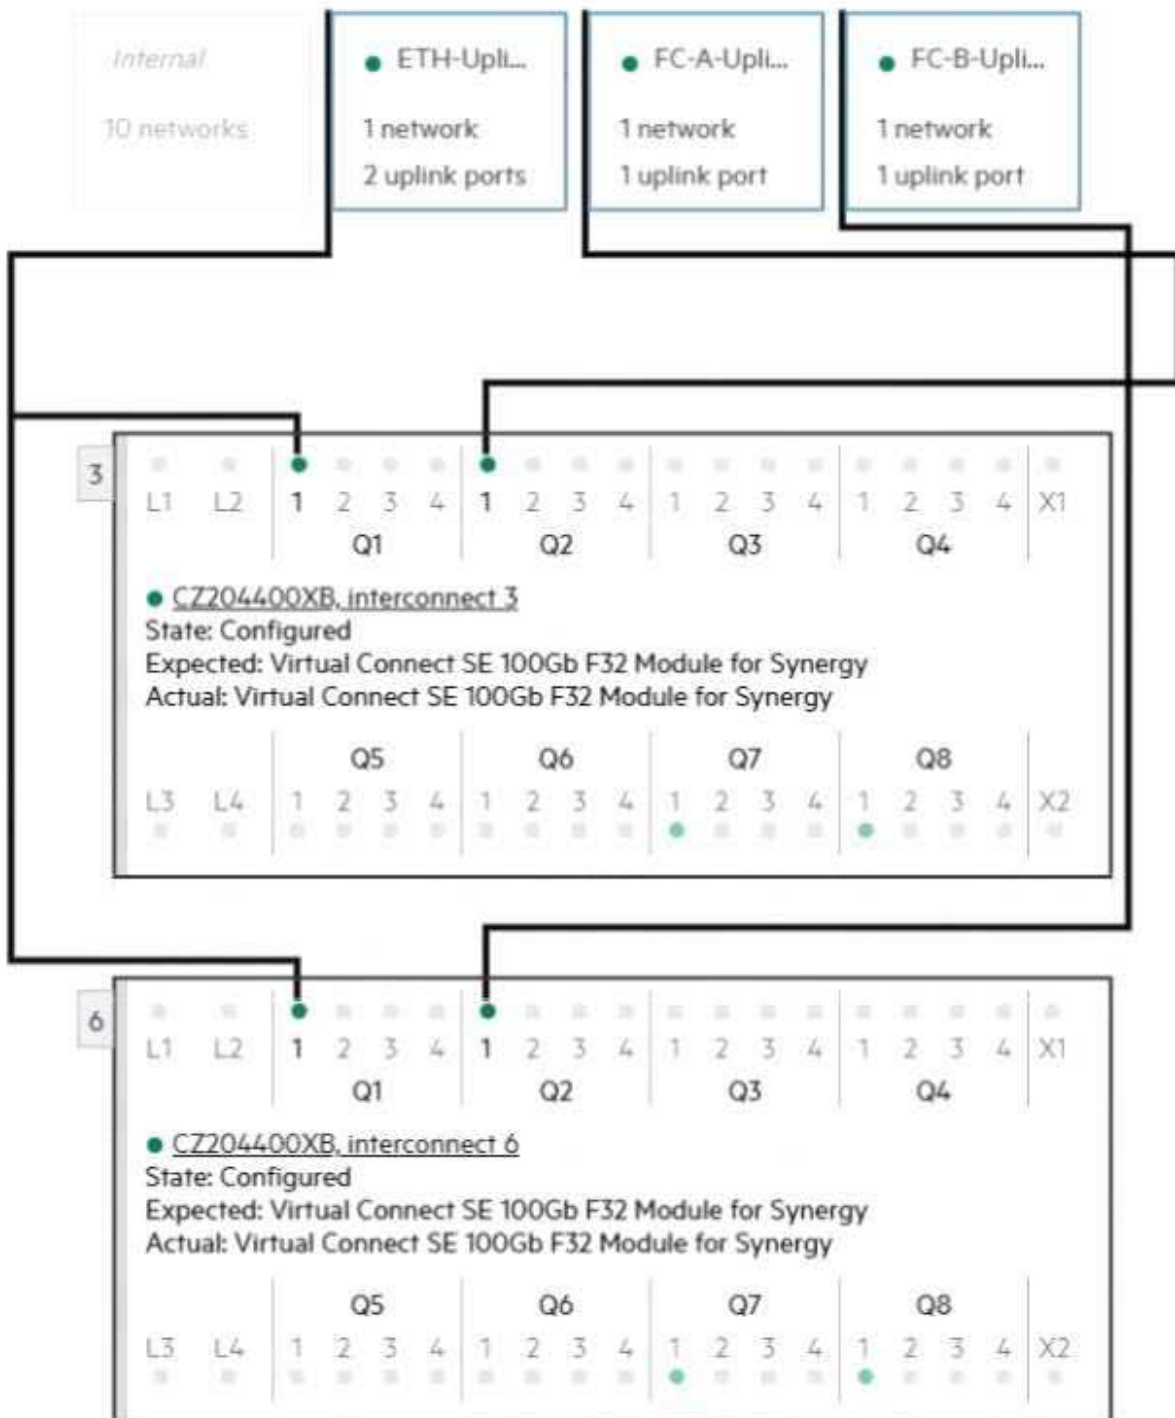 Internal
10 networks
ETH-Upli...
1 network
2 uplink ports
FC-A-Upli...
1 network
1 uplink port
FC-B-Upli...
1 network
1 uplink port
3
L1 L2 1 2 3 4 1 2 3 4 1 2 3 4 1 2 3 4 X1
Q1 Q2 Q3 Q4
CZ204400XB, interconnect 3
State: Configured
Expected: Virtual Connect SE 100Gb F32 Module for Synergy
Actual: Virtual Connect SE 100Gb F32 Module for Synergy
Q5 Q6 Q7 Q8
L3 L4 1 2 3 4 1 2 3 4 1 2 3 4 1 2 3 4 X2
6
L1 L2 1 2 3 4 1 2 3 4 1 2 3 4 1 2 3 4 X1
Q1 Q2 Q3 Q4
CZ204400XB, interconnect 6
State: Configured
Expected: Virtual Connect SE 100Gb F32 Module for Synergy
Actual: Virtual Connect SE 100Gb F32 Module for Synergy
Q5 Q6 Q7 Q8
L3 L4 1 2 3 4 1 2 3 4 1 2 3 4 1 2 3 4 X2